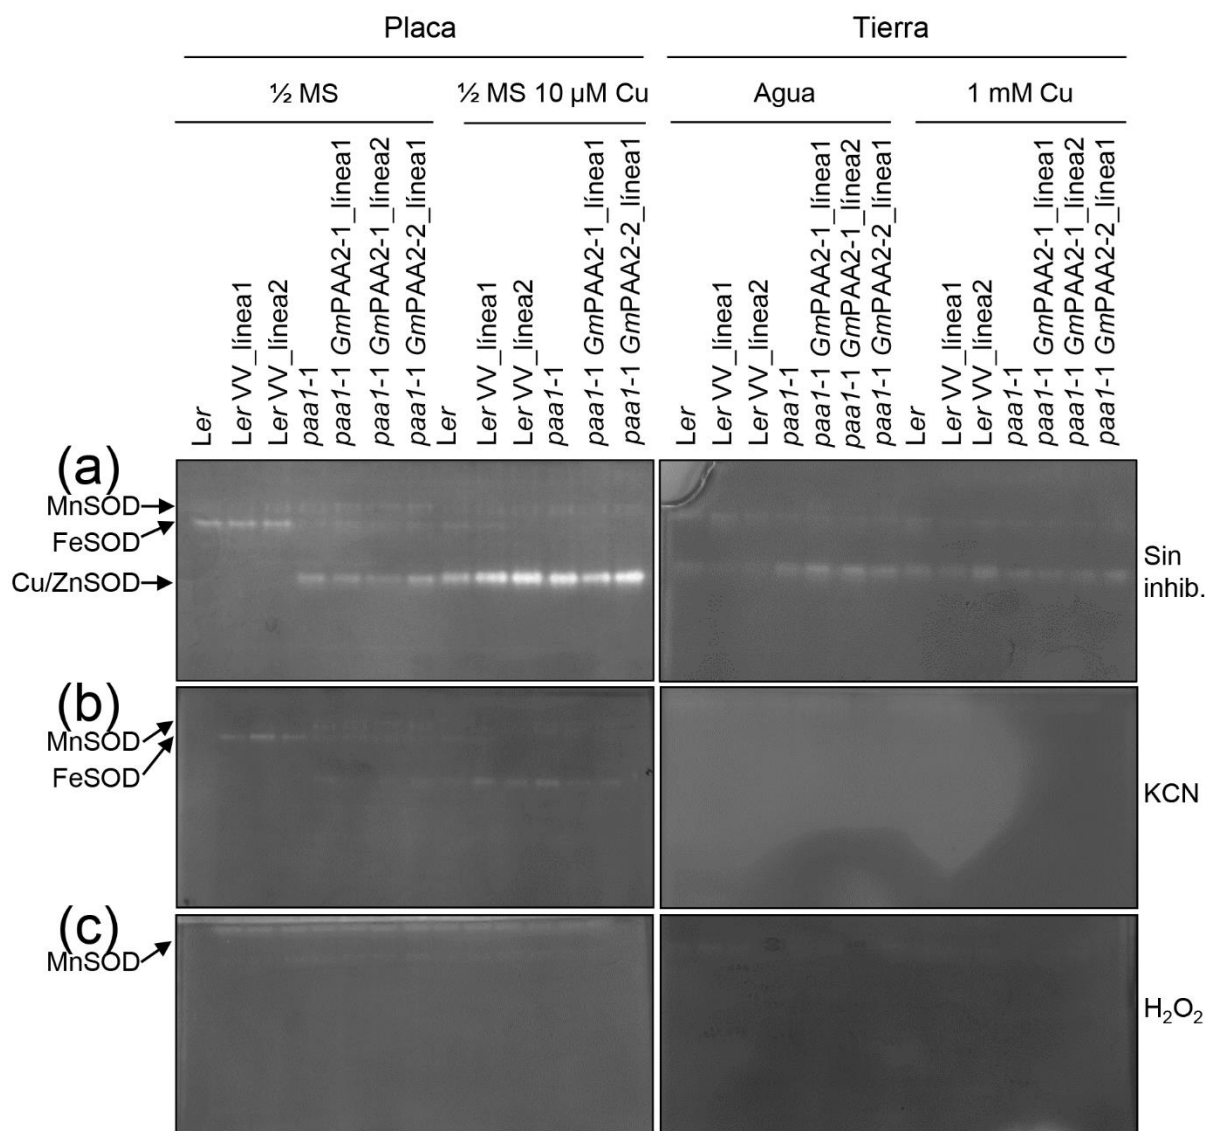 Placa
Tierra
½ MS
½ MS 10 µM Cu
Agua
1 mM Cu
Ler
Ler VV_línea1
Ler VV_línea2
paa1-1
paa1-1 GmPAA2-1_línea1
paa1-1 GmPAA2-1_línea2
paa1-1 GmPAA2-2_línea1
Ler
Ler VV_línea1
Ler VV_línea2
paa1-1
paa1-1 GmPAA2-1_línea1
paa1-1 GmPAA2-2_línea1
Ler
Ler VV_línea1
Ler VV_línea2
paa1-1
paa1-1 GmPAA2-1_línea1
paa1-1 GmPAA2-1_línea2
paa1-1 GmPAA2-2_línea1
Ler
Ler VV_línea1
Ler VV_línea2
paa1-1
paa1-1 GmPAA2-1_línea1
paa1-1 GmPAA2-1_línea2
paa1-1 GmPAA2-2_línea1
(a)
MnSOD
FeSOD
Cu/ZnSOD
Sin
inhib.
(b)
MnSOD
FeSOD
KCN
(c)
MnSOD
H₂O₂